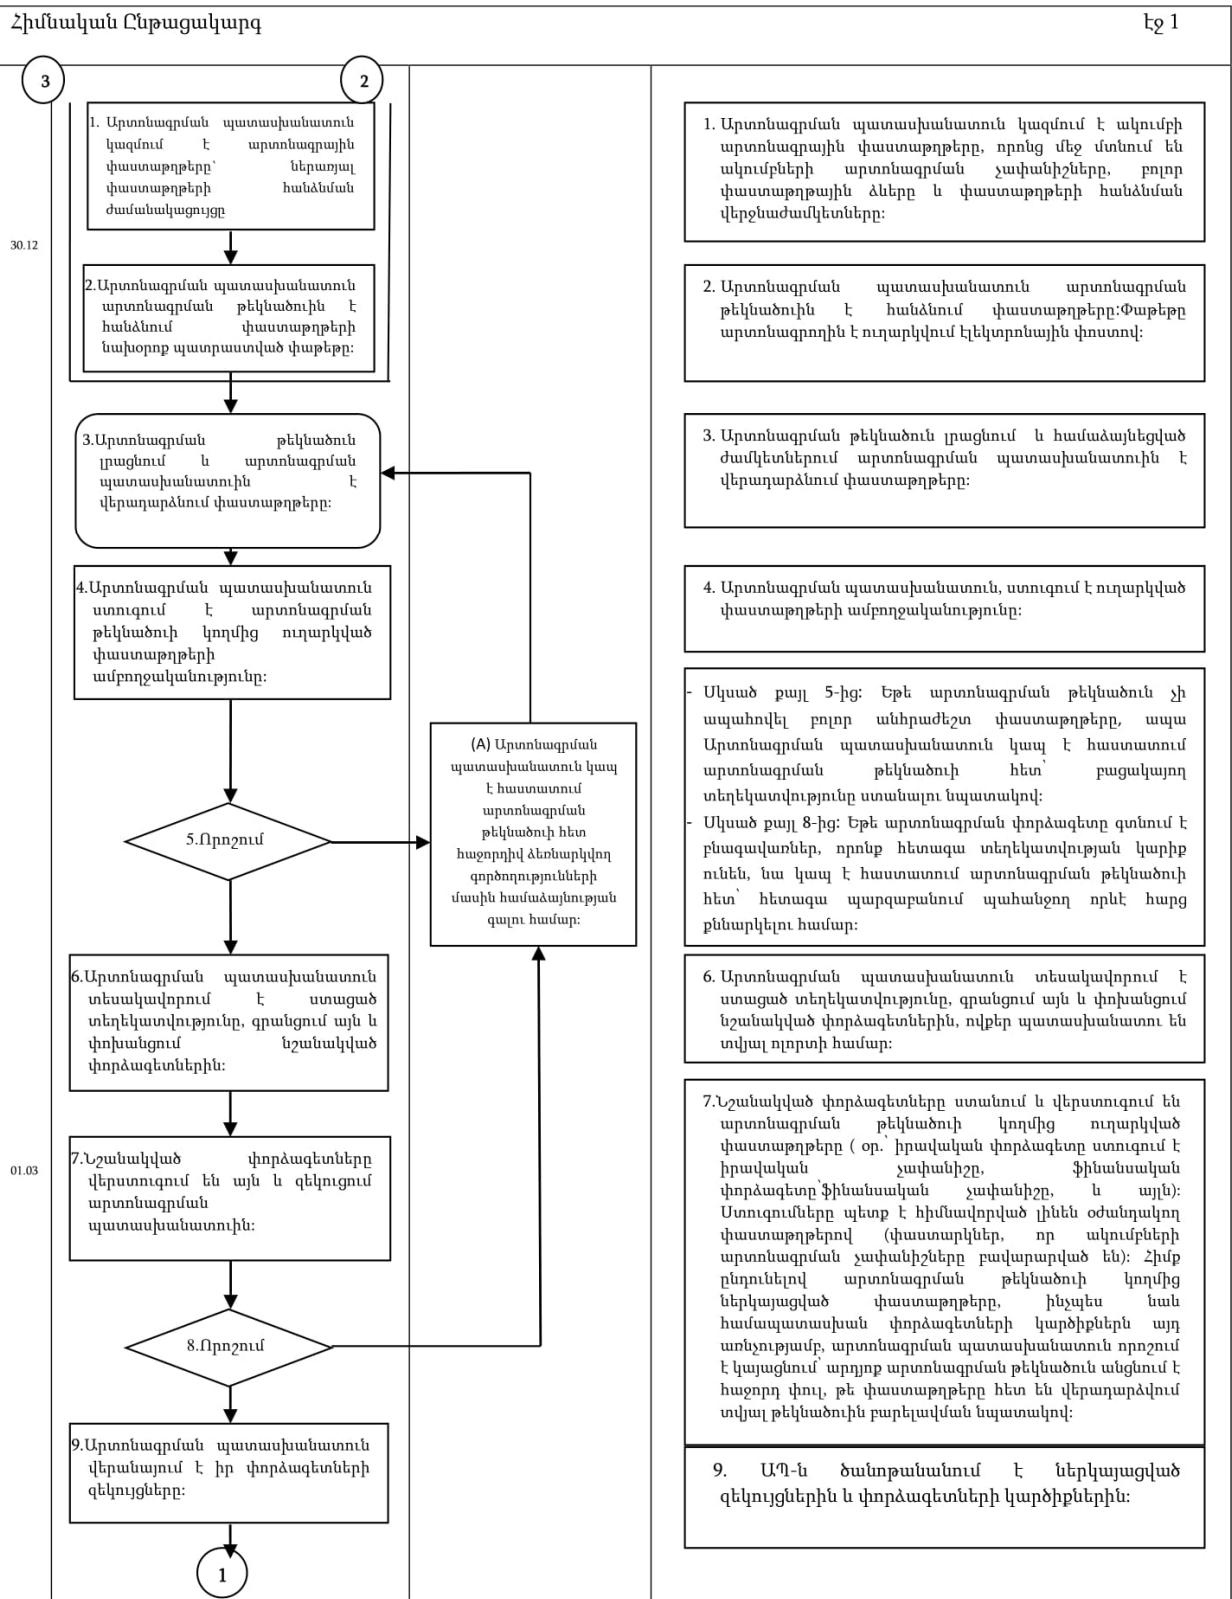 Հիմնական Ընթացակարգ
էջ 1
3
2
1. Արտոնագրման պատասխանատուն
կազմում է արտոնագրային
փաստաթղթերը՝ ներառյալ
փաստաթղթերի հանձնման
ժամանակացույցը
30.12
2.Արտոնագրման պատասխանատուն
արտոնագրման թեկնածուին է
հանձնում փաստաթղթերի
նախօրոք պատրաստված փաթեթը:
3.Արտոնագրման թեկնածուն
լրացնում և արտոնագրման
պատասխանատուին է
վերադարձնում փաստաթղթերը:
4.Արտոնագրման պատասխանատուն
ստուգում է արտոնագրման
թեկնածուի կողմից ուղարկված
փաստաթղթերի
ամբողջականությունը:
5.Որոշում
6.Արտոնագրման պատասխանատուն
տեսակավորում է ստացած
տեղեկատվությունը, գրանցում այն և
փոխանցում նշանակված
փորձագետներին:
01.03
7.Նշանակված փորձագետները
վերստուգում են այն և զեկուցում
արտոնագրման
պատասխանատուին:
8.Որոշում
9.Արտոնագրման պատասխանատուն
վերանայում է իր փորձագետների
զեկույցները:
1
(A) Արտոնագրման
պատասխանատուն կապ
է հաստատում
արտոնագրման
թեկնածուի հետ
հաջորդիվ ձեռնարկվող
գործողությունների
մասին համաձայնության
գալու համար:
1. Արտոնագրման պատասխանատուն կազմում է ակումբի
արտոնագրային փաստաթղթերը, որոնց մեջ մտնում են
ակումբների արտոնագրման չափանիշները, բոլոր
փաստաթղթային ձևերը և փաստաթղթերի հանձնման
վերջնաժամկետները:
2. Արտոնագրման պատասխանատուն արտոնագրման
թեկնածուին է հանձնում փաստաթղթերը:Փաթեթը
արտոնագրողին է ուղարկվում էլեկտրոնային փոստով:
3. Արտոնագրման թեկնածուն լրացնում և համաձայնեցված
ժամկետներում արտոնագրման պատասխանատուին է
վերադարձնում փաստաթղթերը:
4. Արտոնագրման պատասխանատուն, ստուգում է ուղարկված
փաստաթղթերի ամբողջականությունը:
- Սկսած քայլ 5-ից: Եթե արտոնագրման թեկնածուն չի
ապահովել բոլոր անհրաժեշտ փաստաթղթերը, ապա
Արտոնագրման պատասխանատուն կապ է հաստատում
արտոնագրման թեկնածուի հետ՝ բացակայող
տեղեկատվությունը ստանալու նպատակով:
- Սկսած քայլ 8-ից: Եթե արտոնագրման փորձագետը գտնում է
բնագավառներ, որոնք հետագա տեղեկատվության կարիք
ունեն, նա կապ է հաստատում արտոնագրման թեկնածուի
հետ՝ հետագա պարզաբանում պահանջող որևէ հարց
քննարկելու համար:
6. Արտոնագրման պատասխանատուն տեսակավորում է
ստացած տեղեկատվությունը, գրանցում այն և փոխանցում
նշանակված փորձագետներին, ովքեր պատասխանատու են
տվյալ ոլորտի համար:
7.Նշանակված փորձագետները ստանում և վերստուգում են
արտոնագրման թեկնածուի կողմից ուղարկված
փաստաթղթերը ( օր.՝ իրավական փորձագետը ստուգում է
իրավական չափանիշը, ֆինանսական
փորձագետը՝ֆինանսական չափանիշը, և այլն):
Ստուգումները պետք է հիմնավորված լինեն օժանդակող
փաստաթղթերով (փաստարկներ, որ ակումբների
արտոնագրման չափանիշները բավարարված են): Հիմք
ընդունելով արտոնագրման թեկնածուի կողմից
ներկայացված փաստաթղթերը, ինչպես նաև
համապատասխան փորձագետների կարծիքներն այդ
առնչությամբ, արտոնագրման պատասխանատուն որոշում
է կայացնում՝ արդյոք արտոնագրման թեկնածուն անցնում է
հաջորդ փուլ, թե փաստաթղթերը հետ են վերադարձվում
տվյալ թեկնածուին բարելավման նպատակով:
9. ԱՊ-ն ծանոթանանում է ներկայացված
զեկույցներին և փորձագետների կարծիքներին: